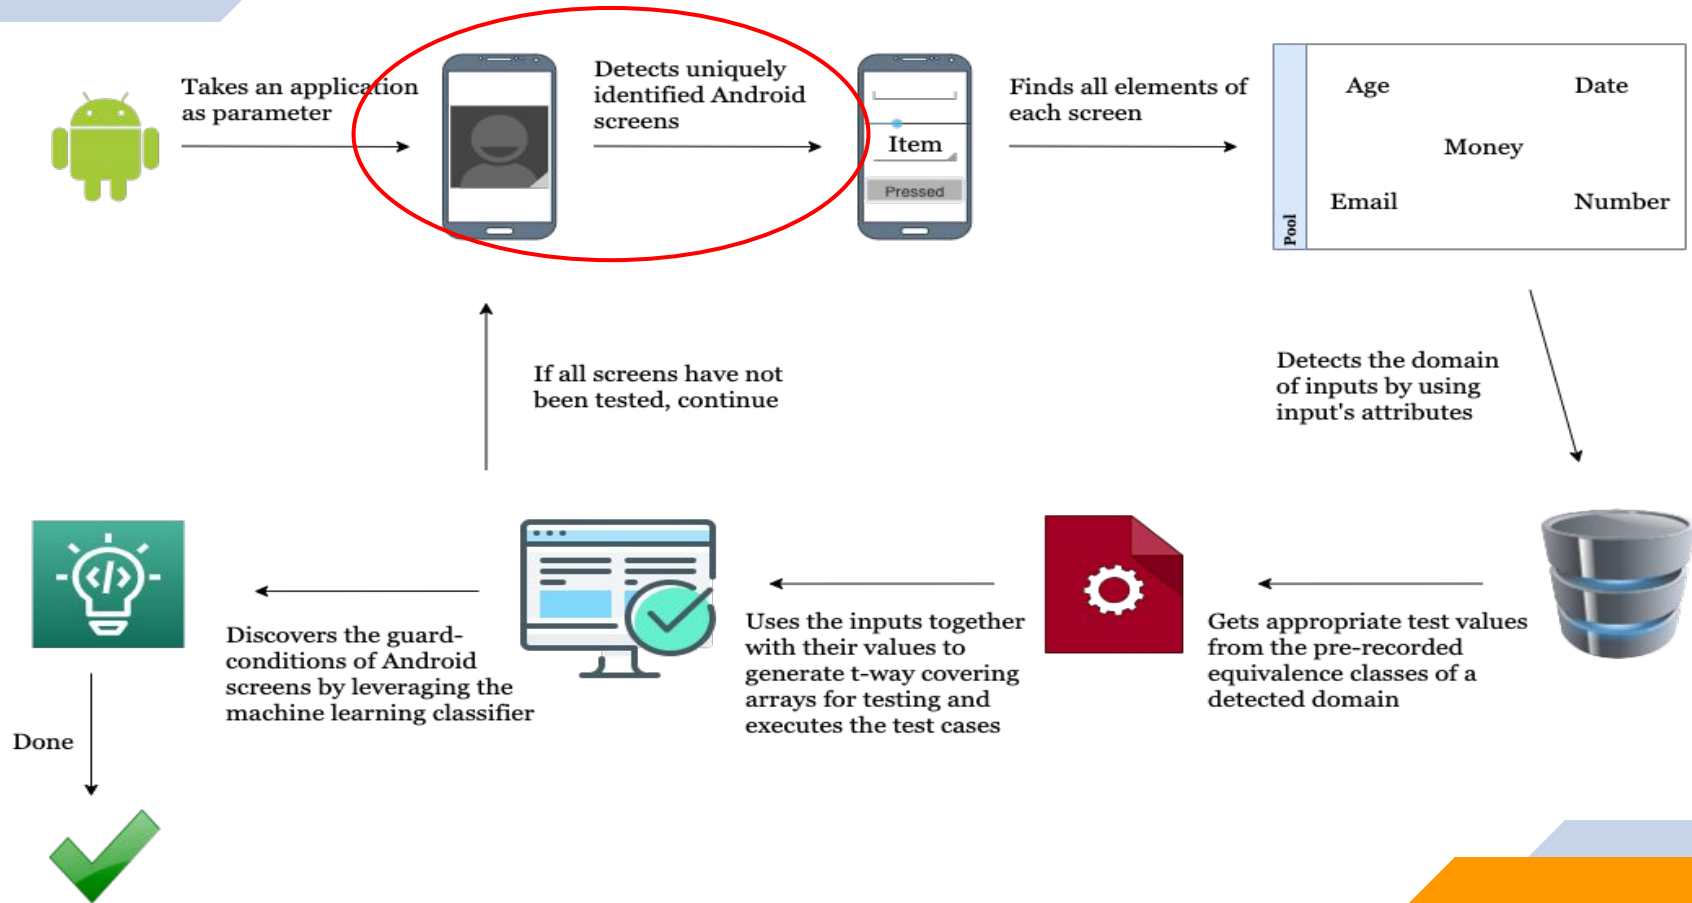 Takes an application
as parameter
Detects uniquely
identified Android
screens
Item
Pressed
Finds all elements of
each screen
Pool
Age
Date
Money
Email
Number
Detects the domain
of inputs by using
input's attributes
If all screens have not
been tested, continue
Gets appropriate test values
from the pre-recorded
equivalence classes of a
detected domain
Uses the inputs together
with their values to
generate t-way covering
arrays for testing and
executes the test cases
Discovers the guard-
conditions of Android
screens by leveraging the
machine learning classifier
</>
Done